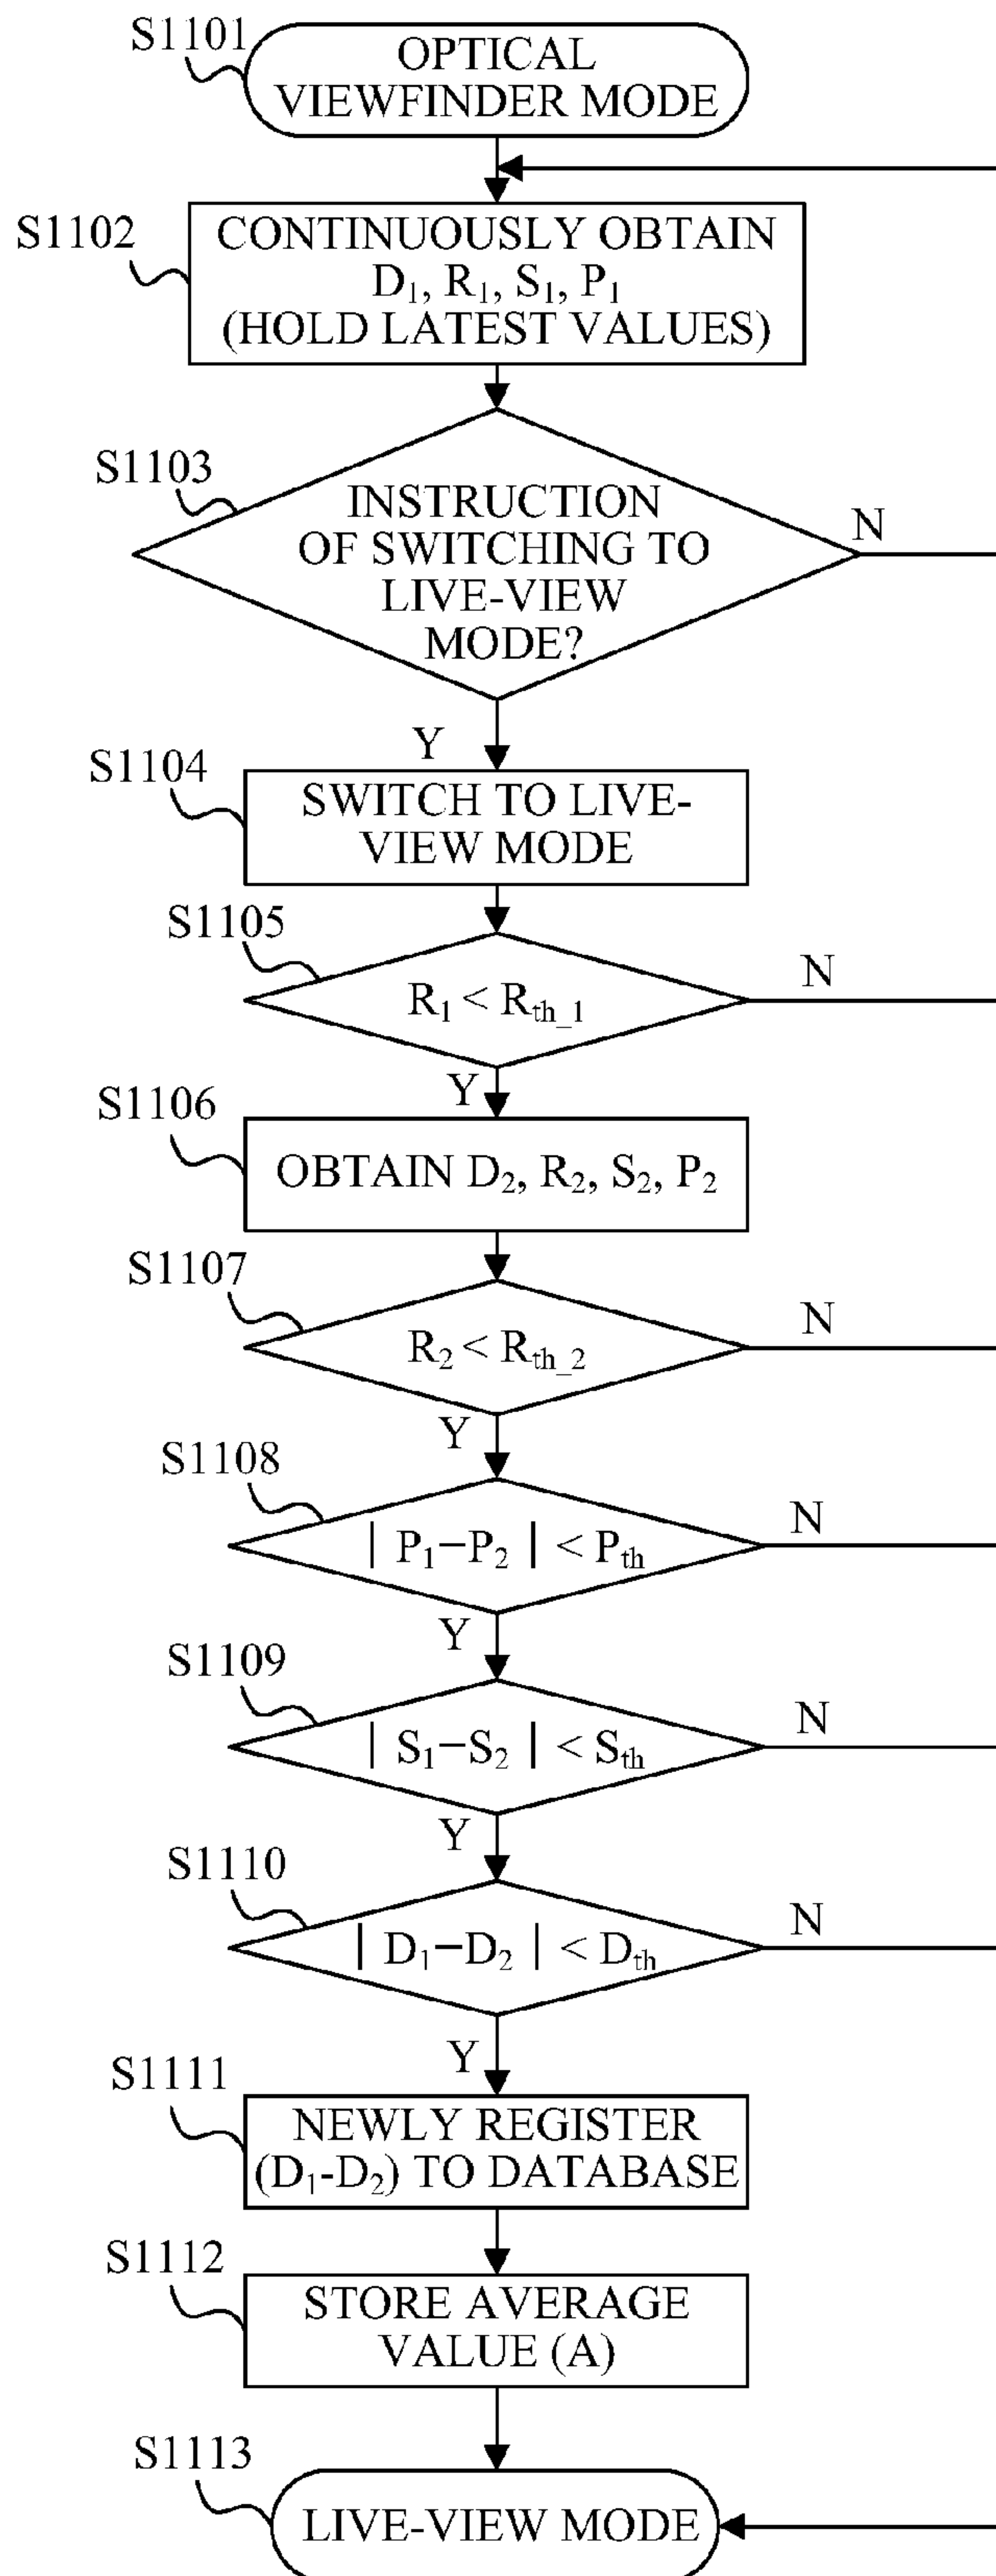 S1101
OPTICAL
VIEWFINDER MODE
S1102
CONTINUOUSLY OBTAIN
D₁, R₁, S₁, P₁
(HOLD LATEST VALUES)
S1103
INSTRUCTION
OF SWITCHING TO
LIVE-VIEW
MODE?
N
Y
S1104
SWITCH TO LIVE-
VIEW MODE
S1105
R₁ < Rth_1
N
Y
S1106
OBTAIN D₂, R₂, S₂, P₂
S1107
R₂ < Rth_2
N
Y
S1108
| P₁−P₂ | < Pth
N
Y
S1109
| S₁−S₂ | < Sth
N
Y
S1110
| D₁−D₂ | < Dth
N
Y
S1111
NEWLY REGISTER
(D₁-D₂) TO DATABASE
S1112
STORE AVERAGE
VALUE (A)
S1113
LIVE-VIEW MODE